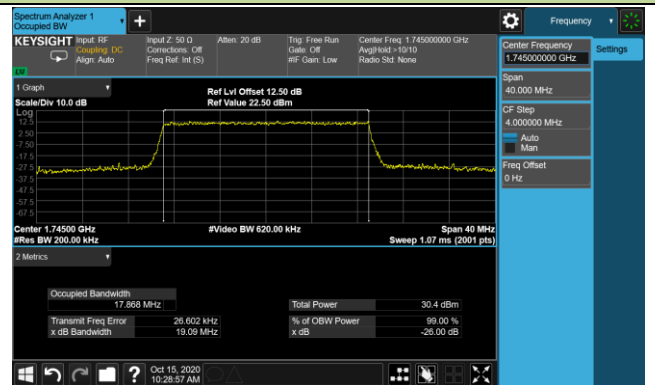 Spectrum Analyzer 1
Occupied BW
+
Frequency
KEYSIGHT
Input: RF
Coupling: DC
Align: Auto
Input Z: 50 Ω
Corrections: Off
Freq Ref: Int (S)
Atten: 20 dB
Trig: Free Run
Gate: Off
#IF Gain: Low
Center Freq: 1.745000000 GHz
Avg|Hold:>10/10
Radio Std: None
Center Frequency
1.745000000 GHz
Settings
Span
40.000 MHz
CF Step
4.000000 MHz
Auto
Man
Freq Offset
0 Hz
1 Graph
Scale/Div 10.0 dB
Ref Lvl Offset 12.50 dB
Ref Value 22.50 dBm
Log
12.5
2.50
-7.50
-17.5
-27.5
-37.5
-47.5
-57.5
-67.5
Center 1.74500 GHz
#Res BW 200.00 kHz
#Video BW 620.00 kHz
Span 40 MHz
Sweep 1.07 ms (2001 pts)
2 Metrics
Occupied Bandwidth
17.868 MHz
Total Power 30.4 dBm
Transmit Freq Error 26.602 kHz
% of OBW Power 99.00 %
x dB Bandwidth 19.09 MHz
x dB -26.00 dB
?
Oct 15, 2020
10:28:57 AM